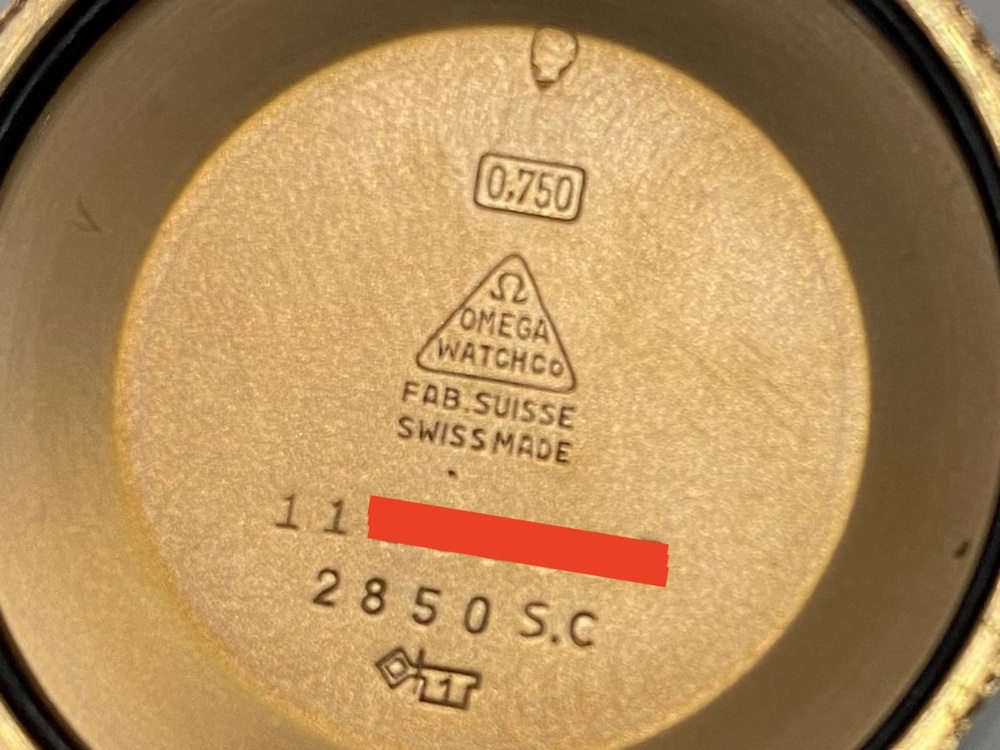 0.750
Ω
OMEGA
WATCH CO
FAB. SUISSE
SWISS MADE
11
2850 S.C
1